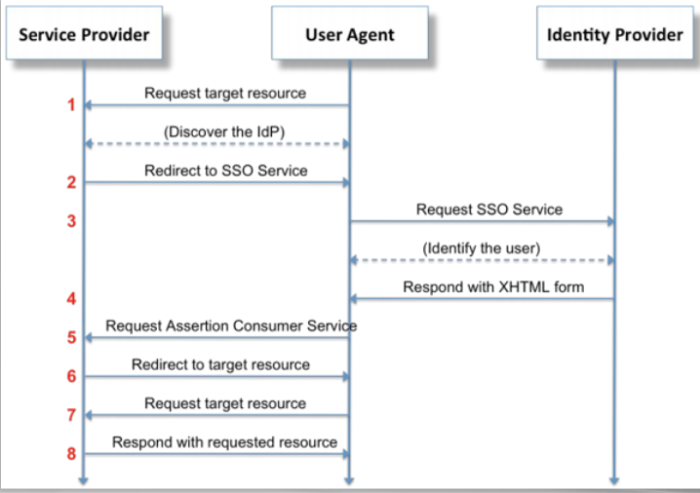 Service Provider
User Agent
Identity Provider
1
Request target resource
(Discover the IdP)
2
Redirect to SSO Service
3
Request SSO Service
(Identify the user)
4
Respond with XHTML form
5
Request Assertion Consumer Service
6
Redirect to target resource
7
Request target resource
8
Respond with requested resource